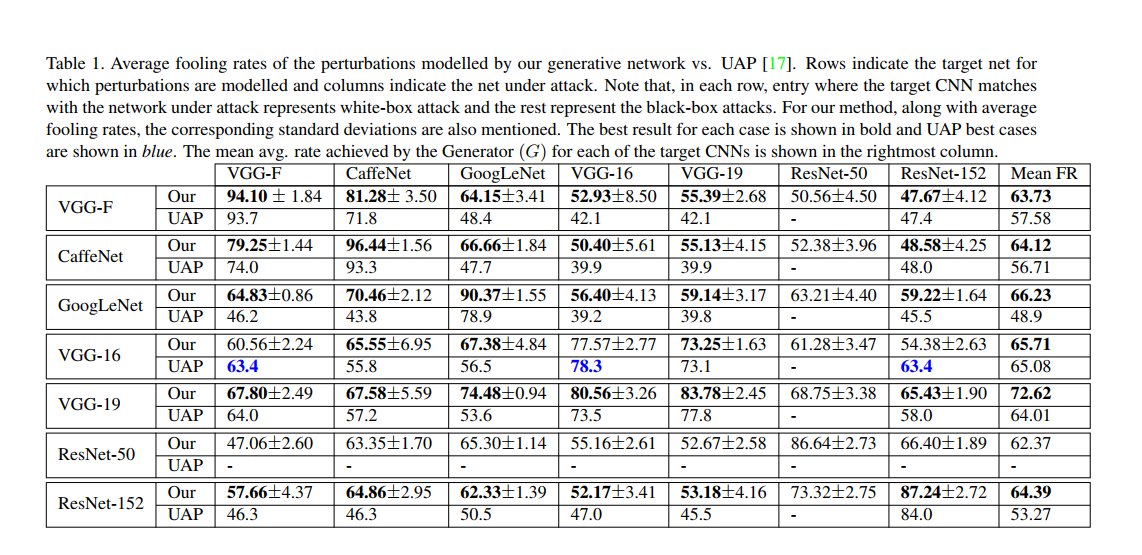 Table 1. Average fooling rates of the perturbations modelled by our generative network vs. UAP [17]. Rows indicate the target net for
which perturbations are modelled and columns indicate the net under attack. Note that, in each row, entry where the target CNN matches
with the network under attack represents white-box attack and the rest represent the black-box attacks. For our method, along with average
fooling rates, the corresponding standard deviations are also mentioned. The best result for each case is shown in bold and UAP best cases
are shown in blue. The mean avg. rate achieved by the Generator (G) for each of the target CNNs is shown in the rightmost column.
VGG-F CaffeNet GoogLeNet VGG-16 VGG-19 ResNet-50 ResNet-152 Mean FR
VGG-F
Our 94.10 ± 1.84 81.28± 3.50 64.15±3.41 52.93±8.50 55.39±2.68 50.56±4.50 47.67±4.12 63.73
UAP 93.7 71.8 48.4 42.1 42.1 - 47.4 57.58
CaffeNet
Our 79.25±1.44 96.44±1.56 66.66±1.84 50.40±5.61 55.13±4.15 52.38±3.96 48.58±4.25 64.12
UAP 74.0 93.3 47.7 39.9 39.9 - 48.0 56.71
GoogLeNet
Our 64.83±0.86 70.46±2.12 90.37±1.55 56.40±4.13 59.14±3.17 63.21±4.40 59.22±1.64 66.23
UAP 46.2 43.8 78.9 39.2 39.8 - 45.5 48.9
VGG-16
Our 60.56±2.24 65.55±6.95 67.38±4.84 77.57±2.77 73.25±1.63 61.28±3.47 54.38±2.63 65.71
UAP 63.4 55.8 56.5 78.3 73.1 - 63.4 65.08
VGG-19
Our 67.80±2.49 67.58±5.59 74.48±0.94 80.56±3.26 83.78±2.45 68.75±3.38 65.43±1.90 72.62
UAP 64.0 57.2 53.6 73.5 77.8 - 58.0 64.01
ResNet-50
Our 47.06±2.60 63.35±1.70 65.30±1.14 55.16±2.61 52.67±2.58 86.64±2.73 66.40±1.89 62.37
UAP - - - - - - - -
ResNet-152
Our 57.66±4.37 64.86±2.95 62.33±1.39 52.17±3.41 53.18±4.16 73.32±2.75 87.24±2.72 64.39
UAP 46.3 46.3 50.5 47.0 45.5 - 84.0 53.27